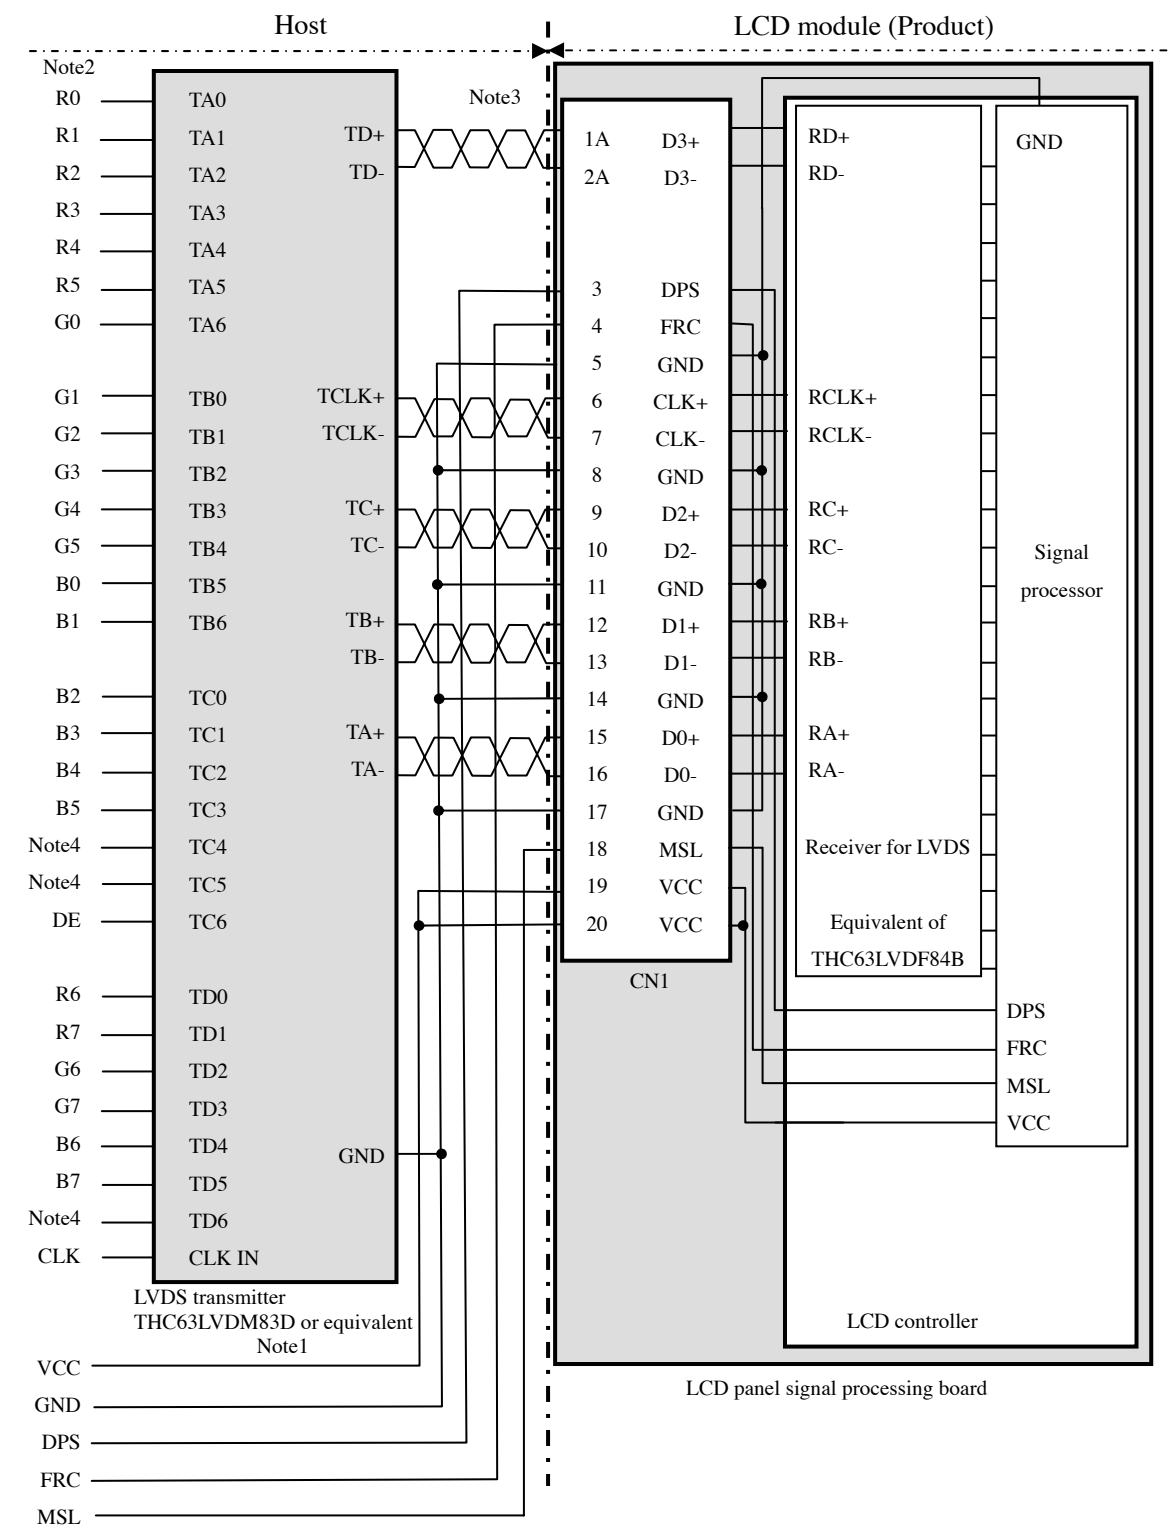 Host
LCD module (Product)
Note2
Note3
R0 TA0
R1 TA1
R2 TA2
R3 TA3
R4 TA4
R5 TA5
G0 TA6
G1 TB0
G2 TB1
G3 TB2
G4 TB3
G5 TB4
B0 TB5
B1 TB6
B2 TC0
B3 TC1
B4 TC2
B5 TC3
Note4 TC4
Note4 TC5
DE TC6
R6 TD0
R7 TD1
G6 TD2
G7 TD3
B6 TD4
B7 TD5
Note4 TD6
CLK CLK IN
TD+
TD-
TCLK+
TCLK-
TC+
TC-
TB+
TB-
TA+
TA-
GND
LVDS transmitter
THC63LVDM83D or equivalent
Note1
VCC
GND
DPS
FRC
MSL
1A D3+
2A D3-
3 DPS
4 FRC
5 GND
6 CLK+
7 CLK-
8 GND
9 D2+
10 D2-
11 GND
12 D1+
13 D1-
14 GND
15 D0+
16 D0-
17 GND
18 MSL
19 VCC
20 VCC
CN1
RD+
RD-
RCLK+
RCLK-
RC+
RC-
RB+
RB-
RA+
RA-
Receiver for LVDS
Equivalent of
THC63LVDF84B
GND
Signal
processor
DPS
FRC
MSL
VCC
LCD controller
LCD panel signal processing board